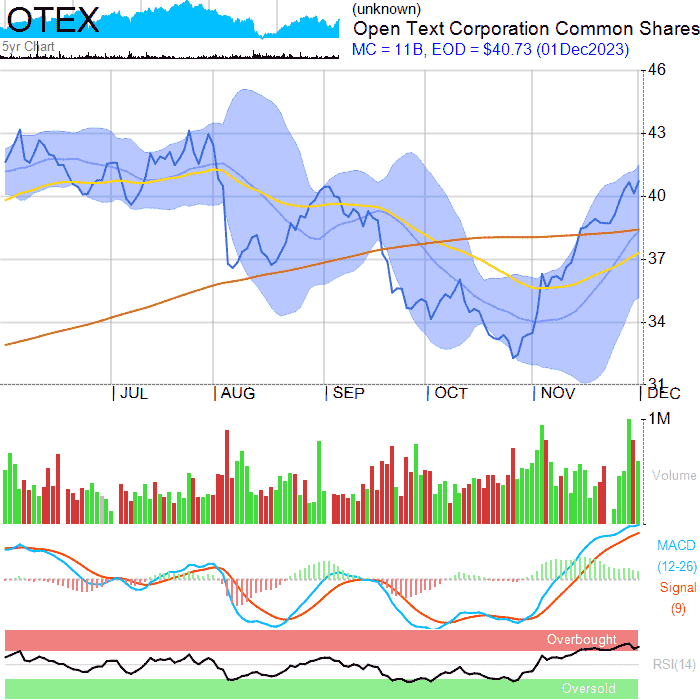 OTEX
5yr Chart
(unknown)
Open Text Corporation Common Shares
MC = 11B, EOD = $40.73 (01Dec2023)
46
43
40
37
34
31
JUL
AUG
SEP
OCT
NOV
DEC
1M
Volume
MACD
(12-26)
Signal
(9)
Overbought
RSI(14)
Oversold